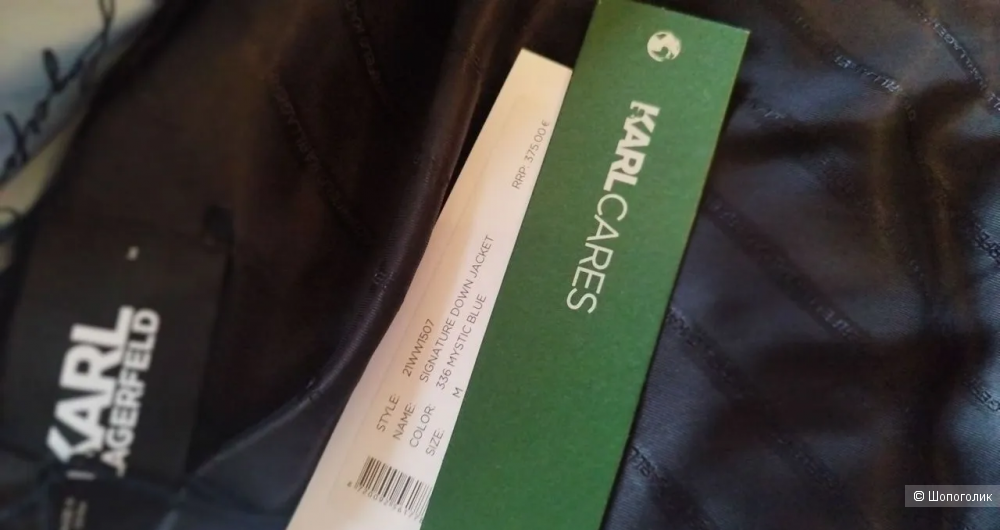 KARL
LAGERFELD
RRP: 375.00 €
STYLE: 21WW1507
NAME: SIGNATURE DOWN JACKET
COLOR: 336 MYSTIC BLUE
SIZE: M
KARLCARES
© Шопоголик